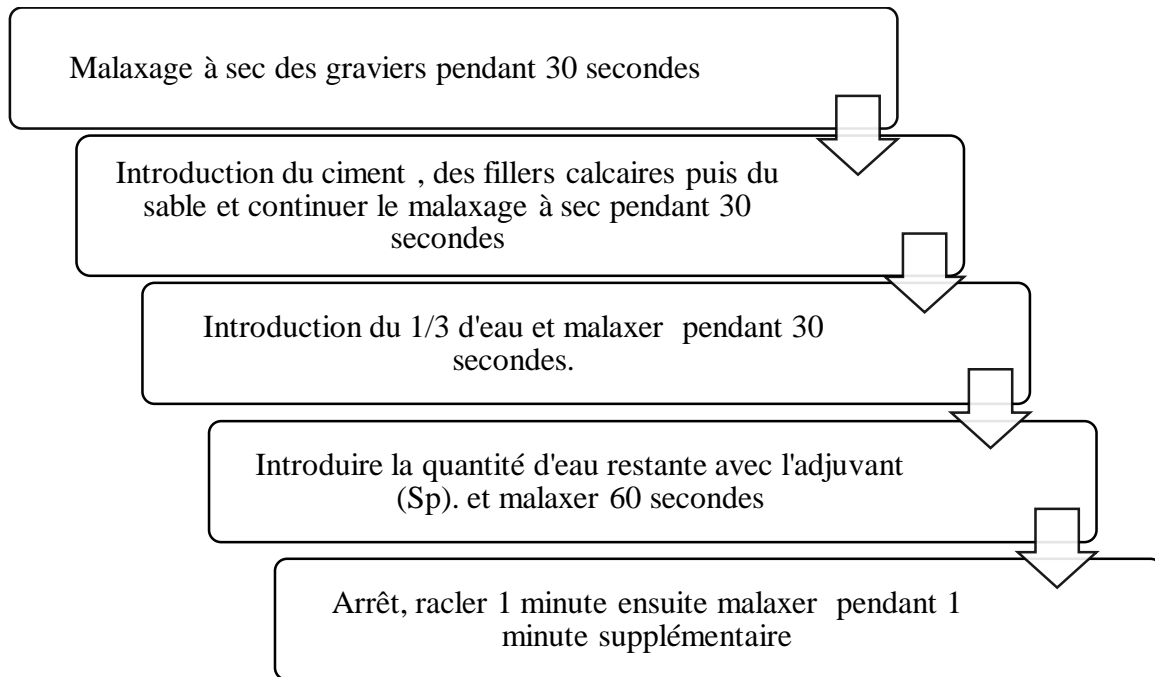 Malaxage à sec des graviers pendant 30 secondes
Introduction du ciment , des fillers calcaires puis du
sable et continuer le malaxage à sec pendant 30
secondes
Introduction du 1/3 d'eau et malaxer pendant 30
secondes.
Introduire la quantité d'eau restante avec l'adjuvant
(Sp). et malaxer 60 secondes
Arrêt, racler 1 minute ensuite malaxer pendant 1
minute supplémentaire